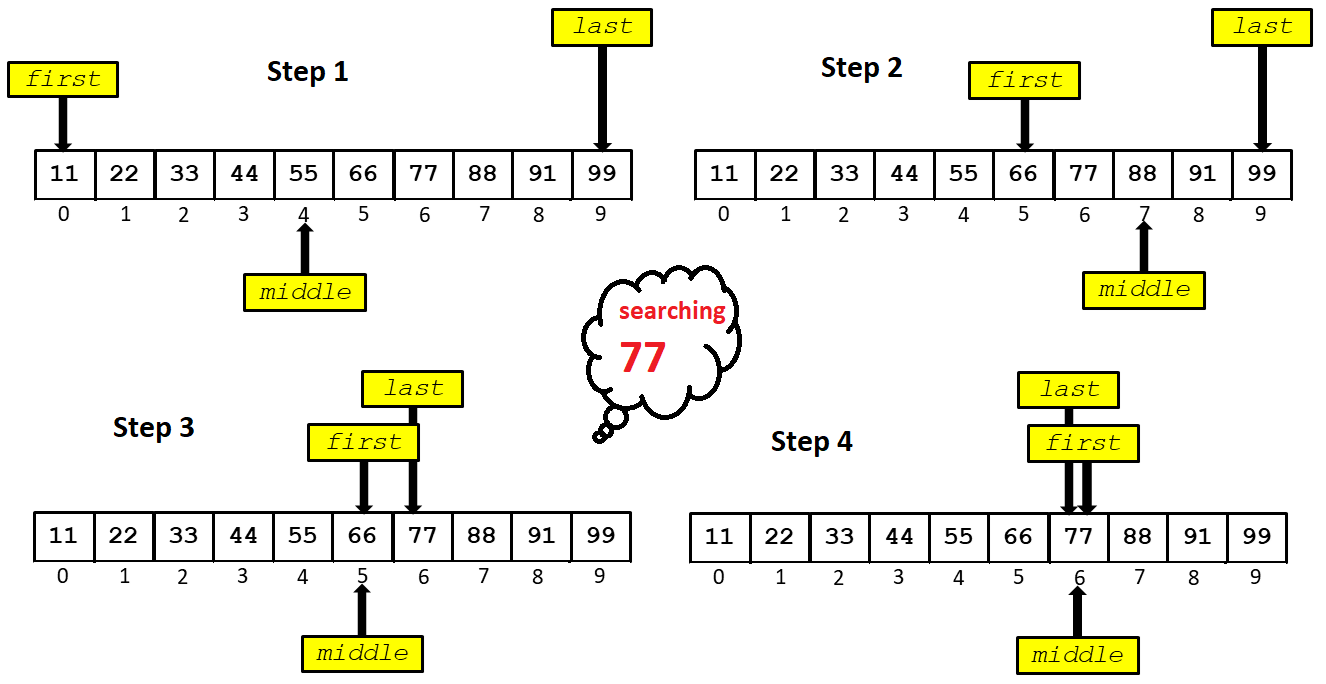 last
first
Step 1
11 22 33 44 55 66 77 88 91 99
0 1 2 3 4 5 6 7 8 9
middle
last
Step 2
first
11 22 33 44 55 66 77 88 91 99
0 1 2 3 4 5 6 7 8 9
middle
searching
77
last
Step 3
first
11 22 33 44 55 66 77 88 91 99
0 1 2 3 4 5 6 7 8 9
middle
last
Step 4
first
11 22 33 44 55 66 77 88 91 99
0 1 2 3 4 5 6 7 8 9
middle